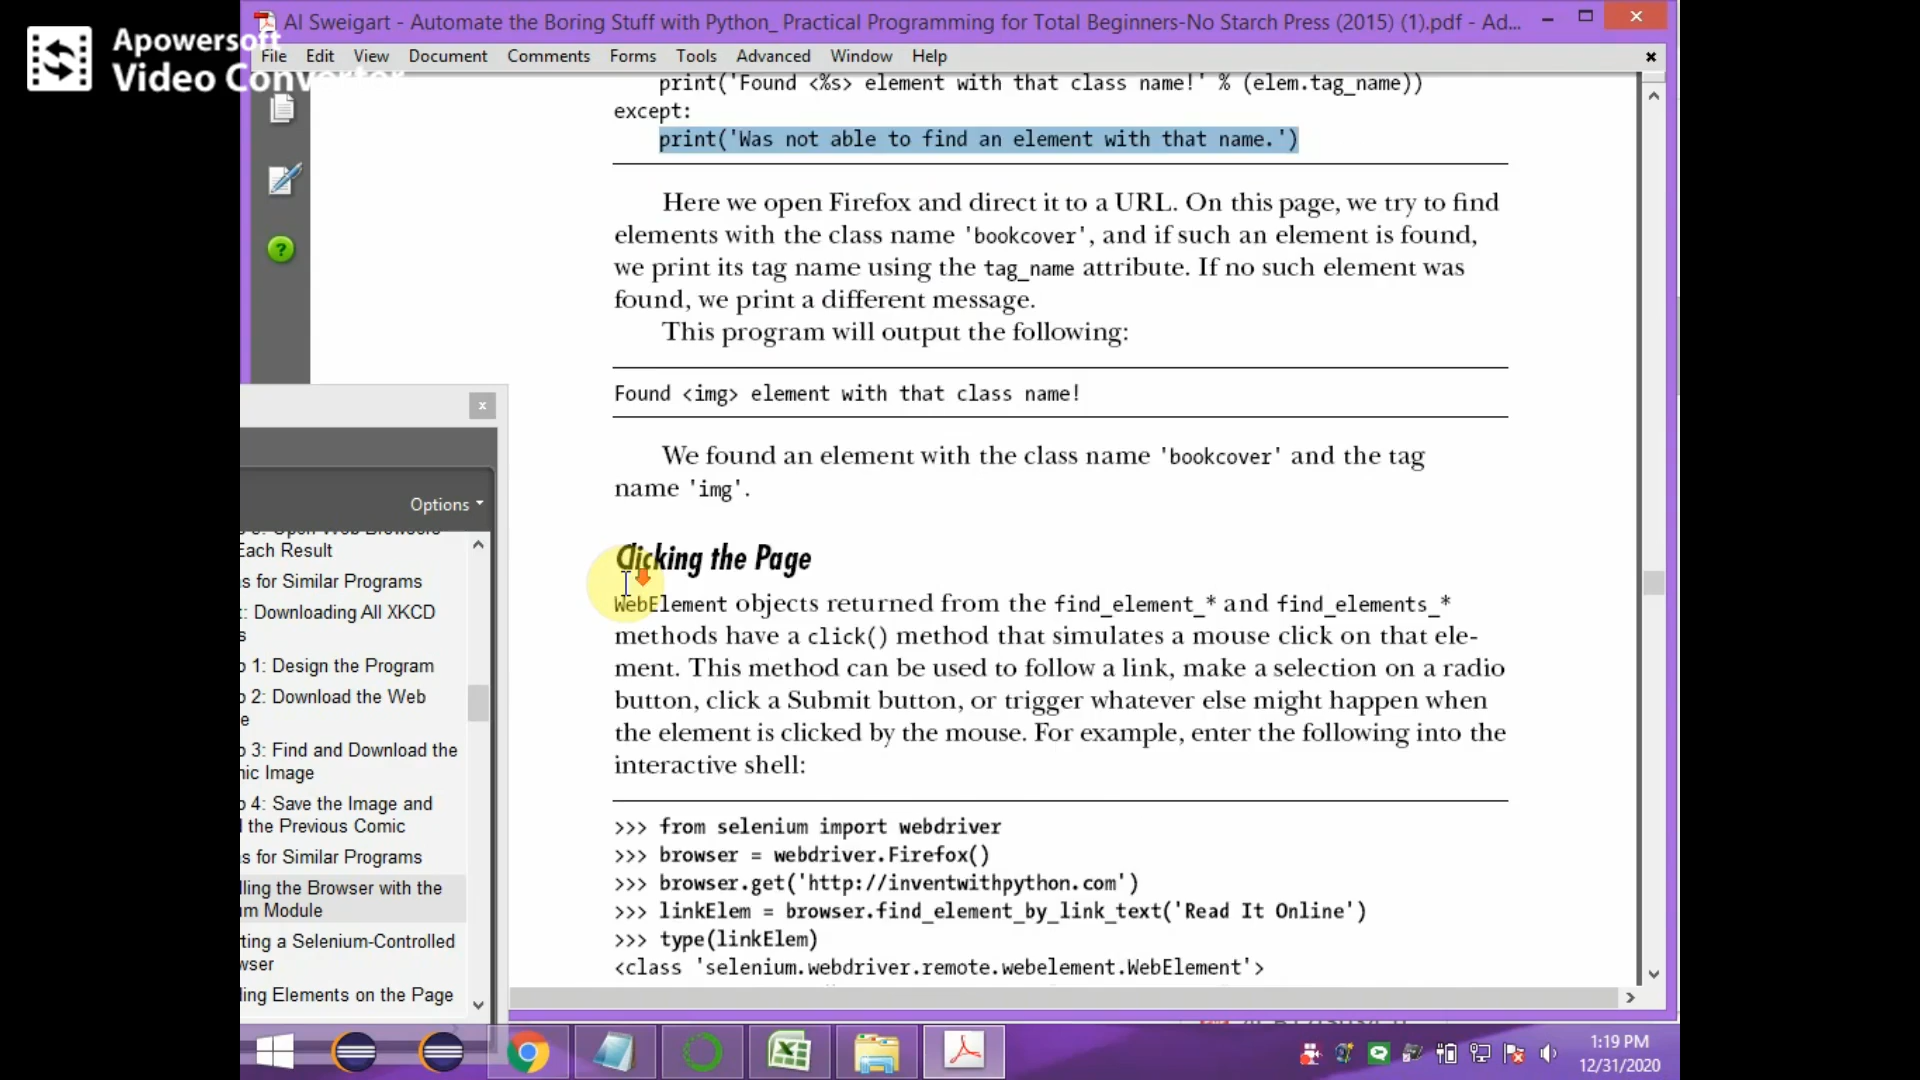 Apowersoft
Video Converter
Al Sweigart - Automate the Boring Stuff with Python_ Practical Programming for Total Beginners-No Starch Press (2015) (1).pdf - Ad...
File Edit View Document Comments Forms Tools Advanced Window Help
print('Found <%s> element with that class name!' % (elem.tag_name))
except:
print('Was not able to find an element with that name.')
Here we open Firefox and direct it to a URL. On this page, we try to find
elements with the class name 'bookcover', and if such an element is found,
we print its tag name using the tag_name attribute. If no such element was
found, we print a different message.
This program will output the following:
Found <img> element with that class name!
We found an element with the class name 'bookcover' and the tag
name 'img'.
Clicking the Page
WebElement objects returned from the find_element_* and find_elements_*
methods have a click() method that simulates a mouse click on that ele-
ment. This method can be used to follow a link, make a selection on a radio
button, click a Submit button, or trigger whatever else might happen when
the element is clicked by the mouse. For example, enter the following into the
interactive shell:
>>> from selenium import webdriver
>>> browser = webdriver.Firefox()
>>> browser.get('http://inventwithpython.com')
>>> linkElem = browser.find_element_by_link_text('Read It Online')
>>> type(linkElem)
<class 'selenium.webdriver.remote.webelement.WebElement'>
Options
Each Result
s for Similar Programs
: Downloading All XKCD
s
1: Design the Program
2: Download the Web
e
3: Find and Download the
nic Image
4: Save the Image and
the Previous Comic
s for Similar Programs
lling the Browser with the
m Module
ting a Selenium-Controlled
wser
ling Elements on the Page
1:19 PM
12/31/2020